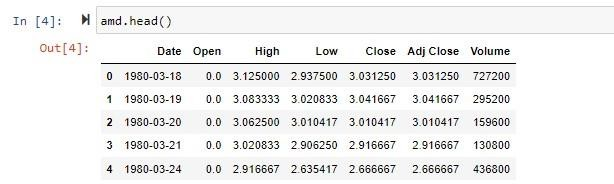 In [4]: amd.head()
Out[4]:
Date Open High Low Close Adj Close Volume
0 1980-03-18 0.0 3.125000 2.937500 3.031250 3.031250 727200
1 1980-03-19 0.0 3.083333 3.020833 3.041667 3.041667 295200
2 1980-03-20 0.0 3.062500 3.010417 3.010417 3.010417 159600
3 1980-03-21 0.0 3.020833 2.906250 2.916667 2.916667 130800
4 1980-03-24 0.0 2.916667 2.635417 2.666667 2.666667 436800